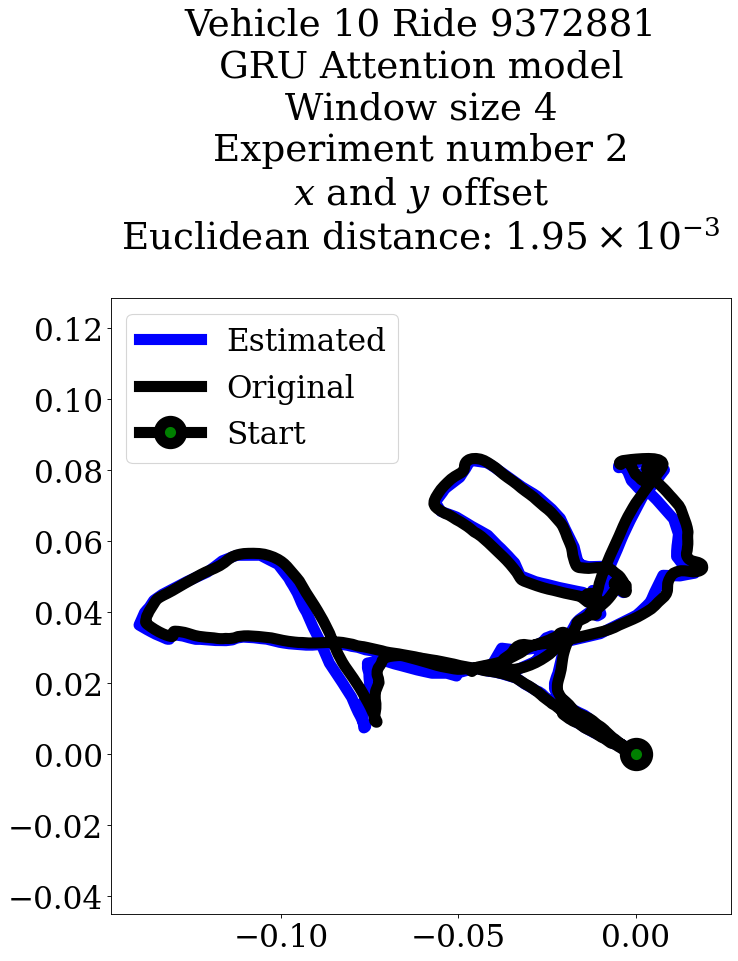 Vehicle 10 Ride 9372881
GRU Attention model
Window size 4
Experiment number 2
x and y offset
Euclidean distance: 1.95 × 10⁻³
Estimated
Original
Start
0.12
0.10
0.08
0.06
0.04
0.02
0.00
−0.02
−0.04
−0.10
−0.05
0.00